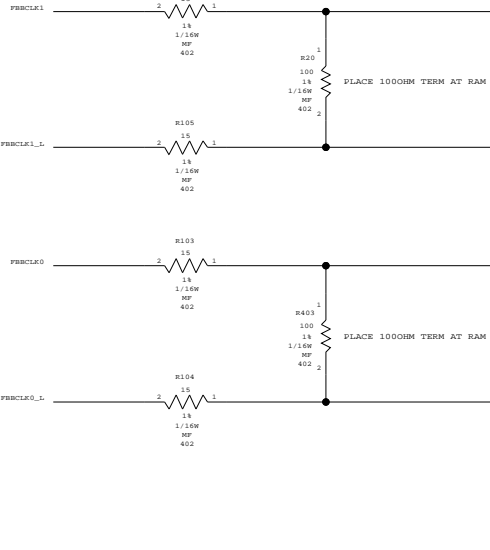 FBBCLK1
2
1
1%
1/16W
MF
402
1
R20
100
1%
1/16W
MF
402
2
PLACE 100OHM TERM AT RAM
R105
15
FBBCLK1_L
2
1
1%
1/16W
MF
402
R103
15
FBBCLK0
2
1
1%
1/16W
MF
402
1
R403
100
1%
1/16W
MF
402
2
PLACE 100OHM TERM AT RAM
R104
15
FBBCLK0_L
2
1
1%
1/16W
MF
402